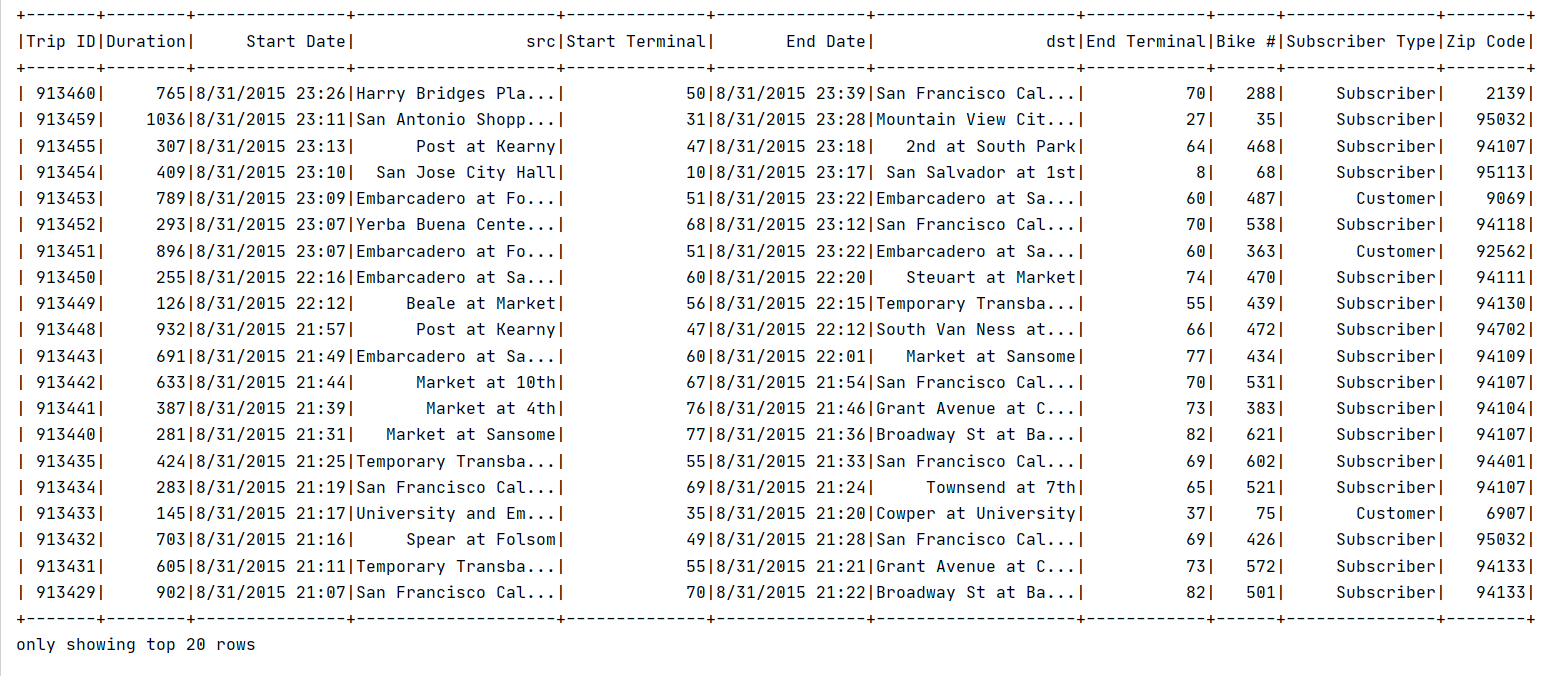 +-------+--------+---------------+--------------------+--------------+---------------+--------------------+------------+------+---------------+--------+
|Trip ID|Duration|     Start Date|                 src|Start Terminal|       End Date|                 dst|End Terminal|Bike #|Subscriber Type|Zip Code|
+-------+--------+---------------+--------------------+--------------+---------------+--------------------+------------+------+---------------+--------+
| 913460|     765|8/31/2015 23:26|Harry Bridges Pla...|            50|8/31/2015 23:39|San Francisco Cal...|          70|   288|     Subscriber|    2139|
| 913459|    1036|8/31/2015 23:11|San Antonio Shopp...|            31|8/31/2015 23:28|Mountain View Cit...|          27|    35|     Subscriber|   95032|
| 913455|     307|8/31/2015 23:13|      Post at Kearny|            47|8/31/2015 23:18|   2nd at South Park|          64|   468|     Subscriber|   94107|
| 913454|     409|8/31/2015 23:10|  San Jose City Hall|            10|8/31/2015 23:17| San Salvador at 1st|           8|    68|     Subscriber|   95113|
| 913453|     789|8/31/2015 23:09|Embarcadero at Fo...|            51|8/31/2015 23:22|Embarcadero at Sa...|          60|   487|       Customer|    9069|
| 913452|     293|8/31/2015 23:07|Yerba Buena Cente...|            68|8/31/2015 23:12|San Francisco Cal...|          70|   538|     Subscriber|   94118|
| 913451|     896|8/31/2015 23:07|Embarcadero at Fo...|            51|8/31/2015 23:22|Embarcadero at Sa...|          60|   363|       Customer|   92562|
| 913450|     255|8/31/2015 22:16|Embarcadero at Sa...|            60|8/31/2015 22:20|   Steuart at Market|          74|   470|     Subscriber|   94111|
| 913449|     126|8/31/2015 22:12|     Beale at Market|            56|8/31/2015 22:15|Temporary Transba...|          55|   439|     Subscriber|   94130|
| 913448|     932|8/31/2015 21:57|      Post at Kearny|            47|8/31/2015 22:12|South Van Ness at...|          66|   472|     Subscriber|   94702|
| 913443|     691|8/31/2015 21:49|Embarcadero at Sa...|            60|8/31/2015 22:01|   Market at Sansome|          77|   434|     Subscriber|   94109|
| 913442|     633|8/31/2015 21:44|      Market at 10th|            67|8/31/2015 21:54|San Francisco Cal...|          70|   531|     Subscriber|   94107|
| 913441|     387|8/31/2015 21:39|       Market at 4th|            76|8/31/2015 21:46|Grant Avenue at C...|          73|   383|     Subscriber|   94104|
| 913440|     281|8/31/2015 21:31|   Market at Sansome|            77|8/31/2015 21:36|Broadway St at Ba...|          82|   621|     Subscriber|   94107|
| 913435|     424|8/31/2015 21:25|Temporary Transba...|            55|8/31/2015 21:33|San Francisco Cal...|          69|   602|     Subscriber|   94401|
| 913434|     283|8/31/2015 21:19|San Francisco Cal...|            69|8/31/2015 21:24|     Townsend at 7th|          65|   521|     Subscriber|   94107|
| 913433|     145|8/31/2015 21:17|University and Em...|            35|8/31/2015 21:20|Cowper at University|          37|    75|       Customer|    6907|
| 913432|     703|8/31/2015 21:16|     Spear at Folsom|            49|8/31/2015 21:28|San Francisco Cal...|          69|   426|     Subscriber|   95032|
| 913431|     605|8/31/2015 21:11|Temporary Transba...|            55|8/31/2015 21:21|Grant Avenue at C...|          73|   572|     Subscriber|   94133|
| 913429|     902|8/31/2015 21:07|San Francisco Cal...|            70|8/31/2015 21:22|Broadway St at Ba...|          82|   501|     Subscriber|   94133|
+-------+--------+---------------+--------------------+--------------+---------------+--------------------+------------+------+---------------+--------+
only showing top 20 rows